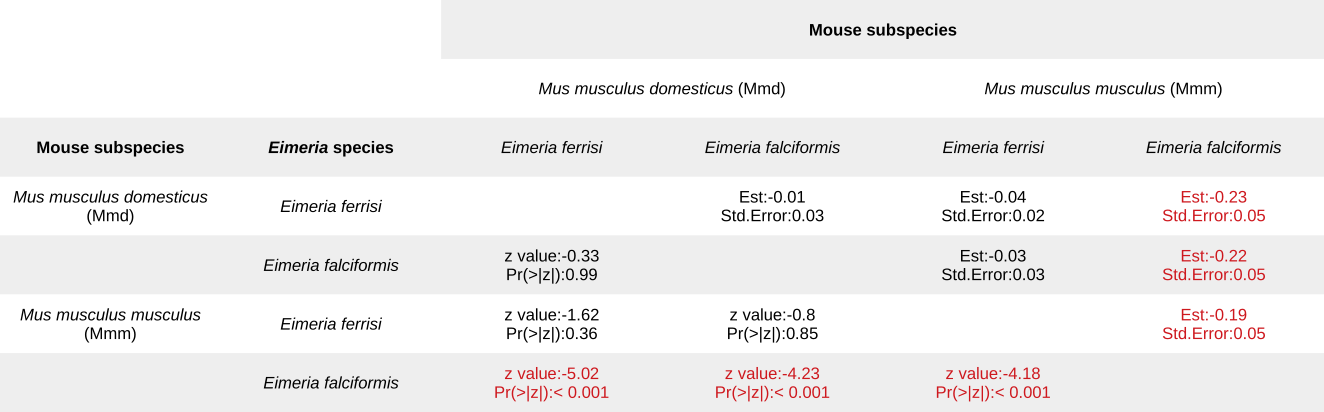 Mouse subspecies
Mus musculus domesticus (Mmd) Mus musculus musculus (Mmm)
Mouse subspecies Eimeria species Eimeria ferrisi Eimeria falciformis Eimeria ferrisi Eimeria falciformis
Mus musculus domesticus Est:-0.01 Est:-0.04 Est:-0.23
(Mmd) Eimeria ferrisi Std.Error:0.03 Std.Error:0.02 Std.Error:0.05
Eimeria falciformis z value:-0.33 Est:-0.03 Est:-0.22
Pr(>|z|):0.99 Std.Error:0.03 Std.Error:0.05
Mus musculus musculus z value:-1.62 z value:-0.8 Est:-0.19
(Mmm) Eimeria ferrisi Pr(>|z|):0.36 Pr(>|z|):0.85 Std.Error:0.05
Eimeria falciformis z value:-5.02 z value:-4.23 z value:-4.18
Pr(>|z|):< 0.001 Pr(>|z|):< 0.001 Pr(>|z|):< 0.001